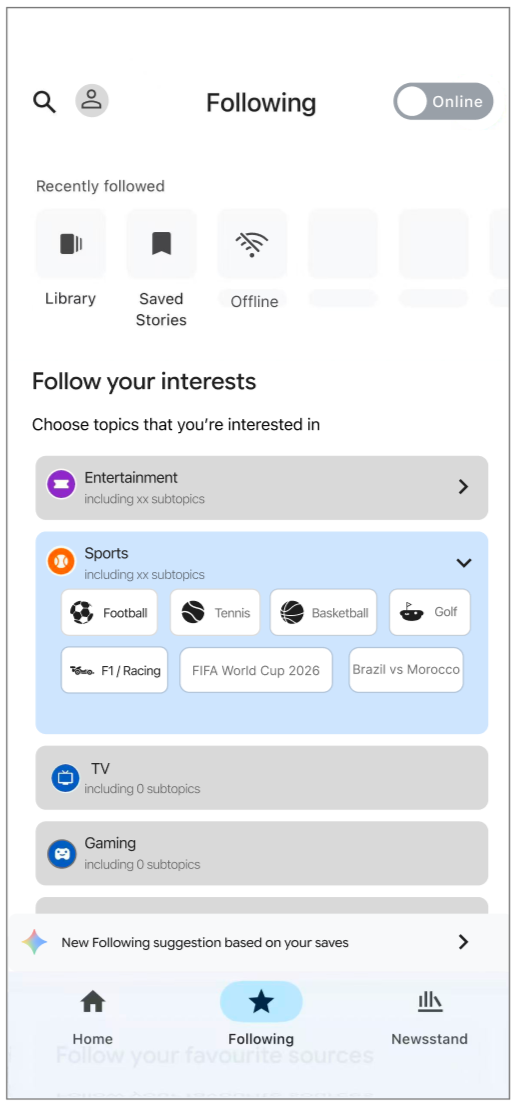 Following
Online
Recently followed
Library
Saved
Stories
Offline
Follow your interests
Choose topics that you're interested in
Entertainment
including xx subtopics
Sports
including xx subtopics
Football
Tennis
Basketball
Golf
F1 / Racing
FIFA World Cup 2026
Brazil vs Morocco
TV
including 0 subtopics
Gaming
including 0 subtopics
New Following suggestion based on your saves
Home
Following
Newsstand
Follow your favourite sources